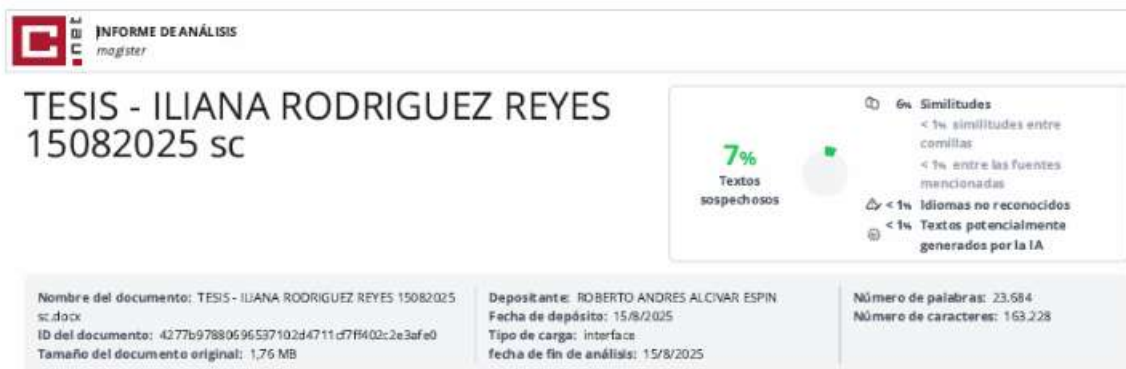 inet
INFORME DE ANÁLISIS
magister
TESIS - ILIANA RODRIGUEZ REYES
15082025 sc
7%
Textos
sospechosos
6% Similitudes
< 1% similitudes entre
comillas
< 1% entre las fuentes
mencionadas
< 1% Idiomas no reconocidos
< 1% Textos potencialmente
generados por la IA
Nombre del documento: TESIS - ILIANA RODRIGUEZ REYES 15082025
sc.docx
ID del documento: 4277b97880696537102d4711cf7ff402c2e3afe0
Tamaño del documento original: 1,76 MB
Depositante: ROBERTO ANDRES ALCIVAR ESPIN
Fecha de depósito: 15/8/2025
Tipo de carga: interface
fecha de fin de análisis: 15/8/2025
Número de palabras: 23.684
Número de caracteres: 163.228